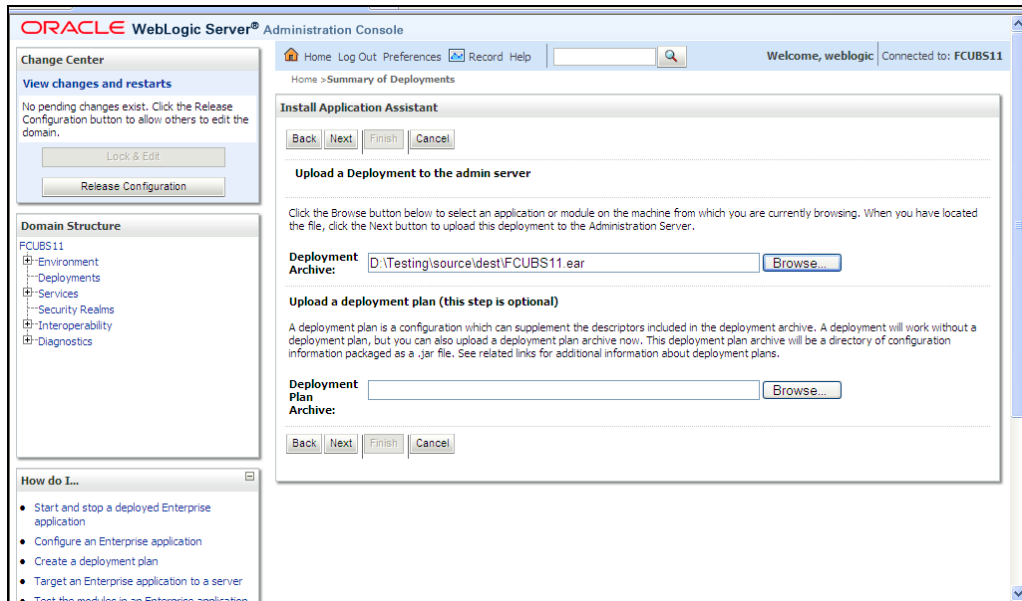 ORACLE WebLogic Server® Administration Console
Change Center
View changes and restarts
No pending changes exist. Click the Release
Configuration button to allow others to edit the
domain.
Lock & Edit
Release Configuration
Domain Structure
FCUBS11
Environment
Deployments
Services
Security Realms
Interoperability
Diagnostics
How do I...
Start and stop a deployed Enterprise
application
Configure an Enterprise application
Create a deployment plan
Target an Enterprise application to a server
Test the modules in an Enterprise application
Home Log Out Preferences Record Help
Welcome, weblogic Connected to: FCUBS11
Home >Summary of Deployments
Install Application Assistant
Back Next Finish Cancel
Upload a Deployment to the admin server
Click the Browse button below to select an application or module on the machine from which you are currently browsing. When you have located
the file, click the Next button to upload this deployment to the Administration Server.
Deployment
Archive: D:\Testing\source\dest\FCUBS11.ear Browse...
Upload a deployment plan (this step is optional)
A deployment plan is a configuration which can supplement the descriptors included in the deployment archive. A deployment will work without a
deployment plan, but you can also upload a deployment plan archive now. This deployment plan archive will be a directory of configuration
information packaged as a .jar file. See related links for additional information about deployment plans.
Deployment
Plan
Archive:
Browse...
Back Next Finish Cancel